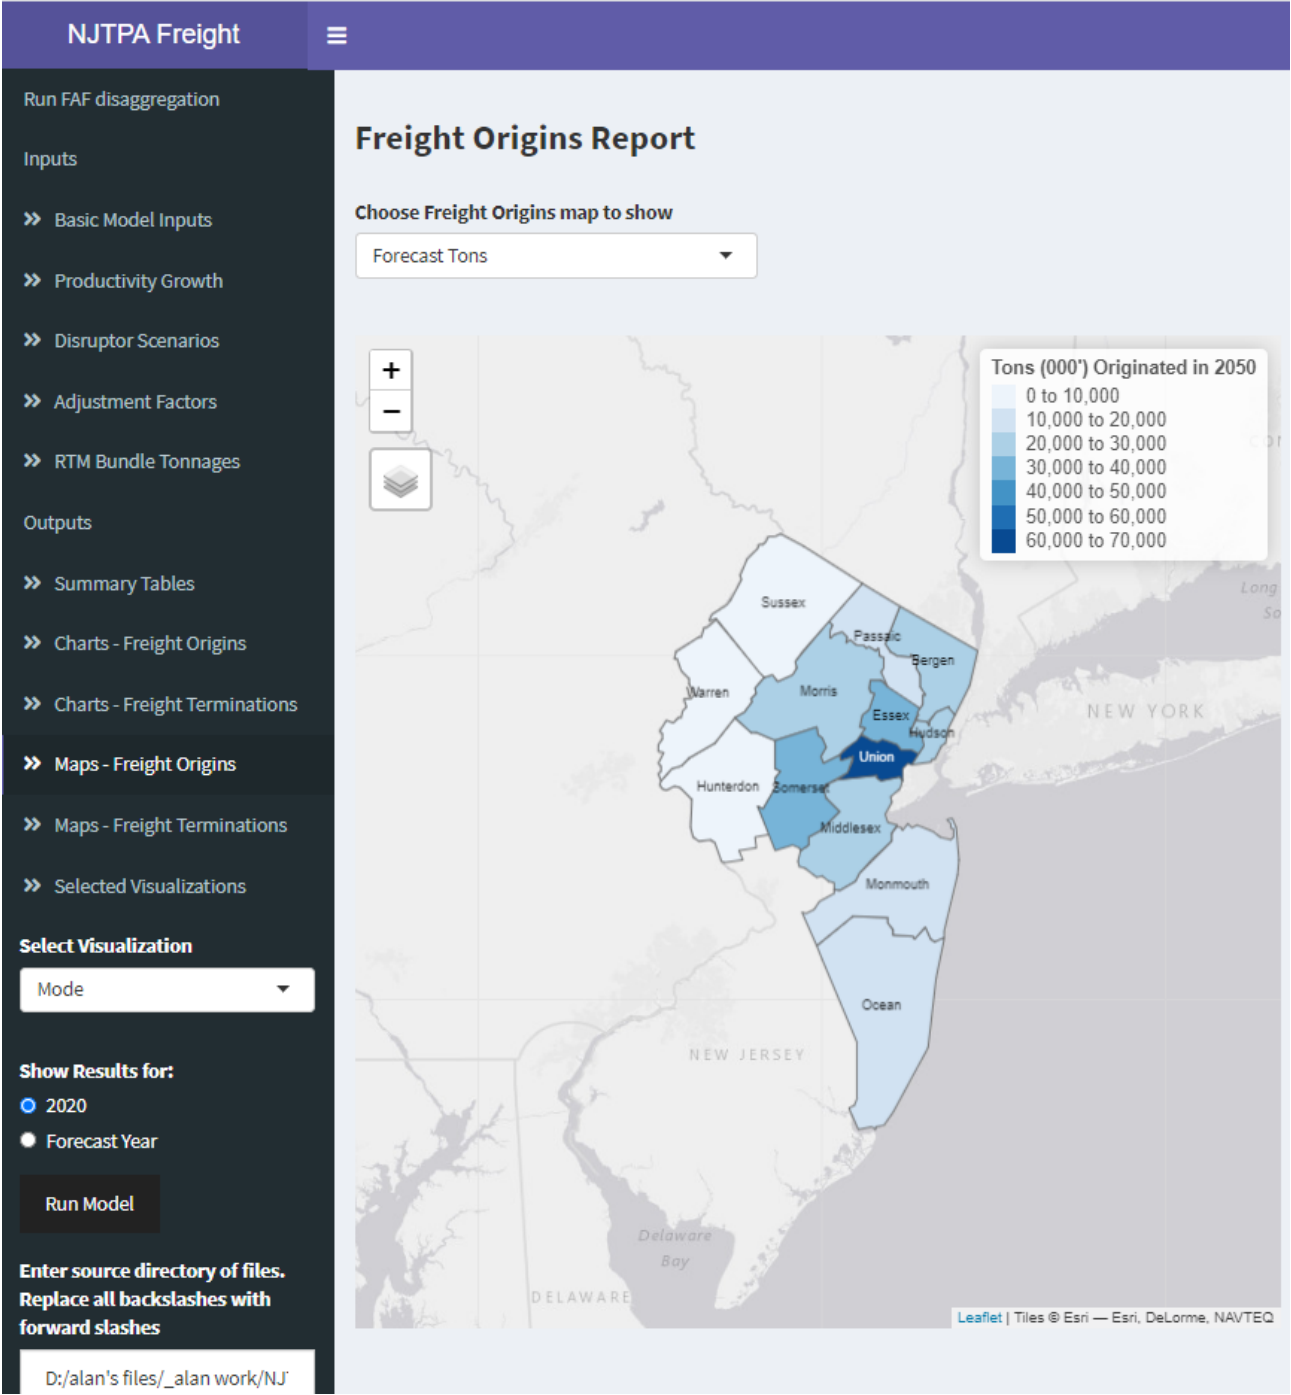 NJTPA Freight
Run FAF disaggregation
Inputs
Basic Model Inputs
Productivity Growth
Disruptor Scenarios
Adjustment Factors
RTM Bundle Tonnages
Outputs
Summary Tables
Charts - Freight Origins
Charts - Freight Terminations
Maps - Freight Origins
Maps - Freight Terminations
Selected Visualizations
Select Visualization
Mode
Show Results for:
2020
Forecast Year
Run Model
Enter source directory of files.
Replace all backslashes with
forward slashes
D:/alan's files/_alan work/NJ
Freight Origins Report
Choose Freight Origins map to show
Forecast Tons
+
−
Tons (000') Originated in 2050
0 to 10,000
10,000 to 20,000
20,000 to 30,000
30,000 to 40,000
40,000 to 50,000
50,000 to 60,000
60,000 to 70,000
Long
So
Sussex
Passaic
Bergen
Warren
Morris
Essex
NEW YORK
Hudson
Union
Hunterdon
Somerset
Middlesex
Monmouth
Ocean
NEW JERSEY
Delaware
Bay
DELAWARE
Leaflet | Tiles © Esri — Esri, DeLorme, NAVTEQ